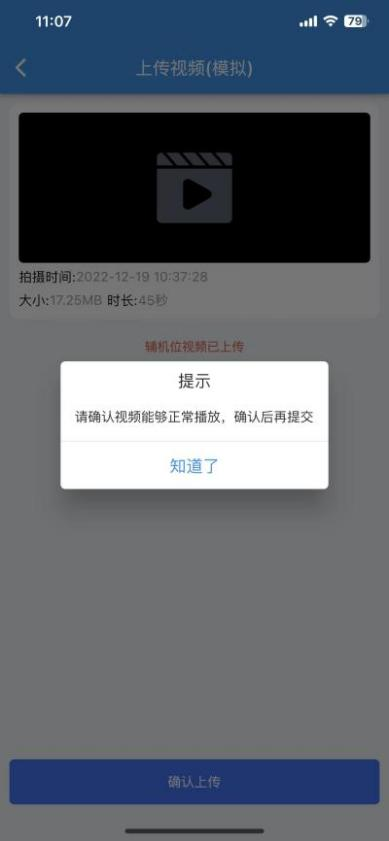 11:07
79
上传视频(模拟)
拍摄时间:2022-12-19 10:37:28
大小:17.25MB 时长:45秒
辅机位视频已上传
提示
请确认视频能够正常播放，确认后再提交
知道了
确认上传